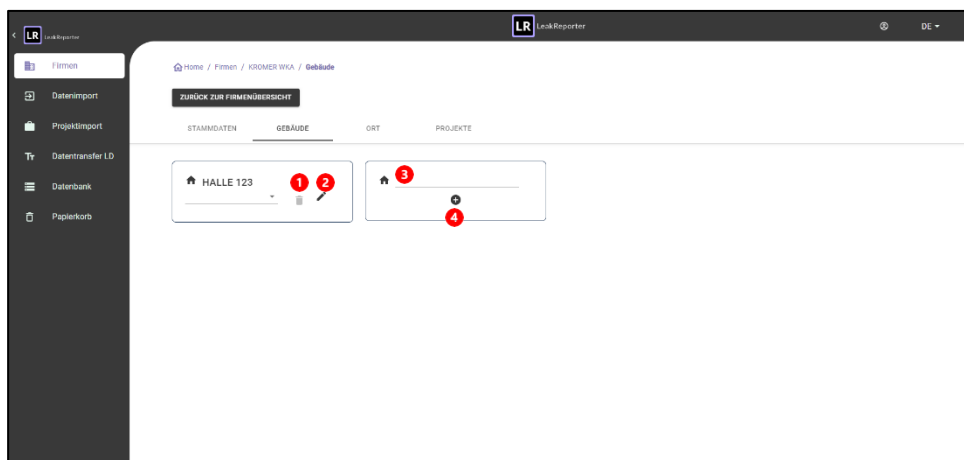 LR LeakReporter
LR LeakReporter
DE
Firmen
Datenimport
Projektimport
Datentransfer LD
Datenbank
Papierkorb
Home / Firmen / KROMER WKA / Gebäude
ZURÜCK ZUR FIRMENÜBERSICHT
STAMMDATEN GEBÄUDE ORT PROJEKTE
HALLE 123 1 2
3
4